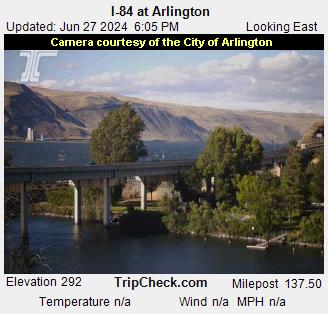 I-84 at Arlington
Updated: Jun 27 2024 6:05 PM Looking East
Camera courtesy of the City of Arlington
Elevation 292 TripCheck.com Milepost 137.50
Temperature n/a Wind n/a MPH n/a